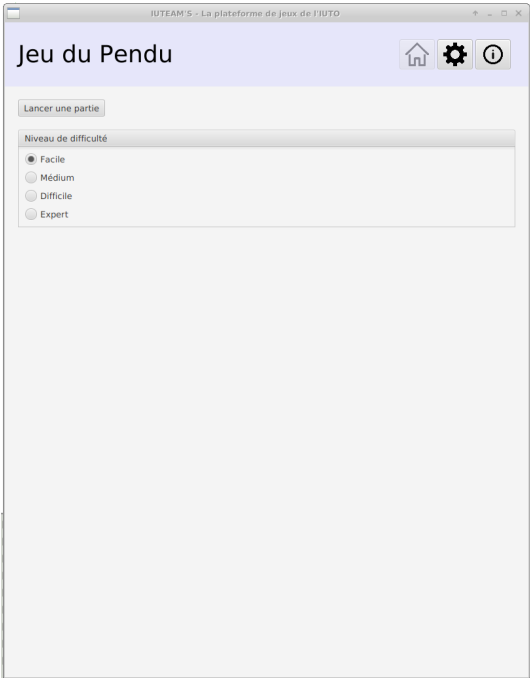 IUTEAM'S - La plateforme de jeux de l'IUTO
Jeu du Pendu
Lancer une partie
Niveau de difficulté
Facile
Médium
Difficile
Expert